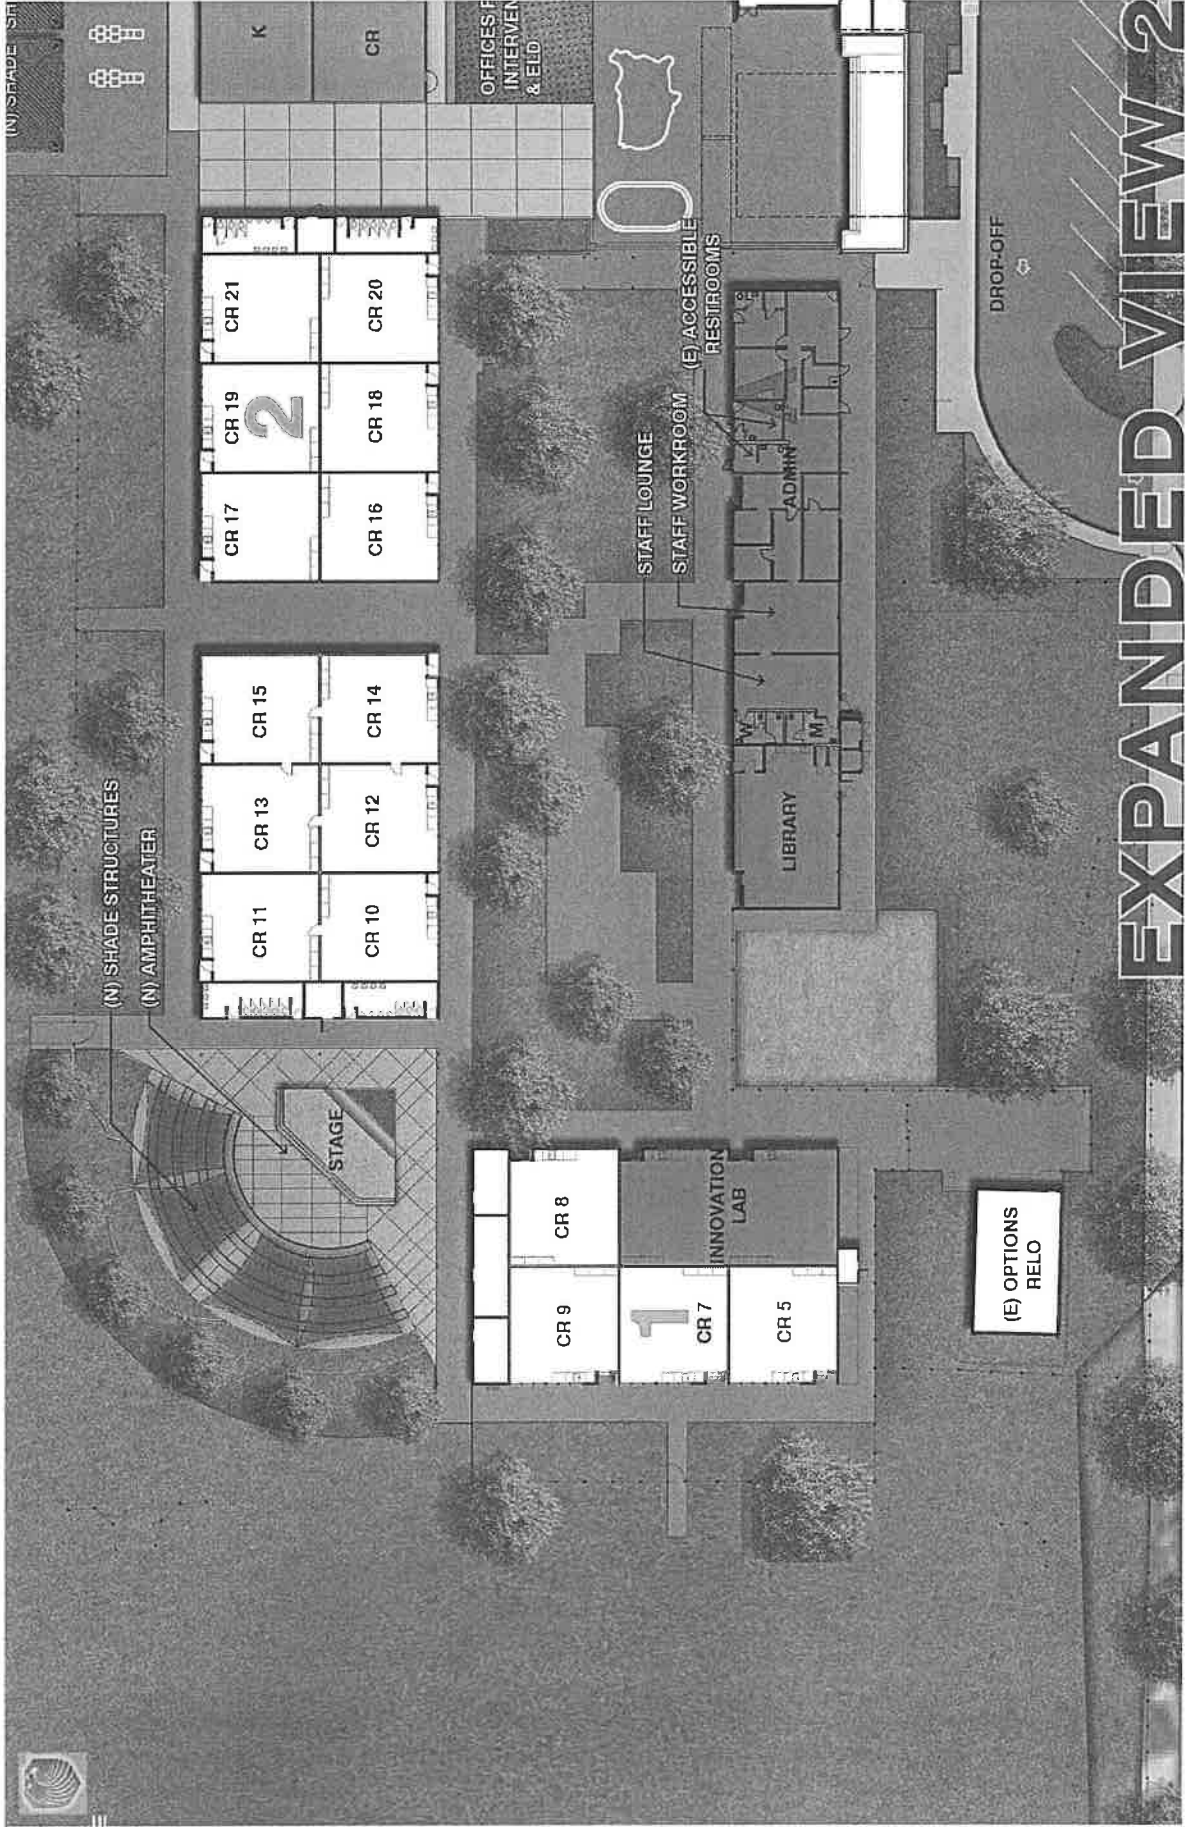 (N) SHADE SH
K
CR
OFFICES F
INTERVEN
& ELD
CR 21
CR 20
CR 19
2
CR 18
CR 17
CR 16
CR 15
CR 14
CR 13
CR 12
CR 11
CR 10
(N) SHADE STRUCTURES
(N) AMPHITHEATER
STAGE
(E) ACCESSIBLE
RESTROOMS
STAFF LOUNGE
STAFF WORKROOM
ADMIN
W
M
LIBRARY
DROP-OFF
CR 8
INNOVATION
LAB
CR 9
1
CR 7
CR 5
(E) OPTIONS
RELO
EXPANDED VIEW 2